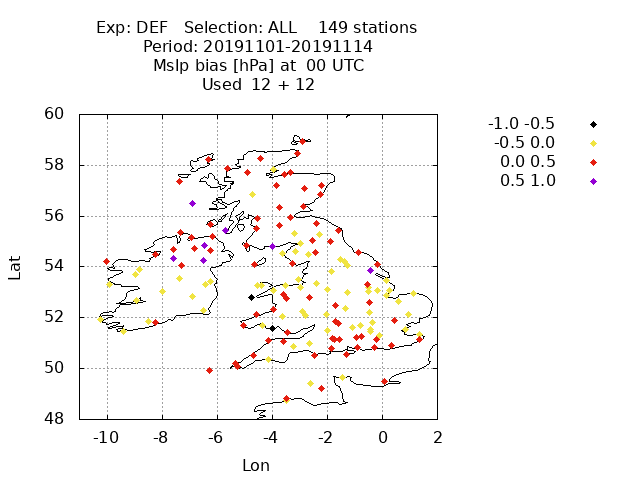 Exp: DEF Selection: ALL 149 stations
Period: 20191101-20191114
Mslp bias [hPa] at 00 UTC
Used 12 + 12
60
58
56
54
52
50
48
-10 -8 -6 -4 -2 0 2
Lat
Lon
-1.0 -0.5
-0.5 0.0
0.0 0.5
0.5 1.0